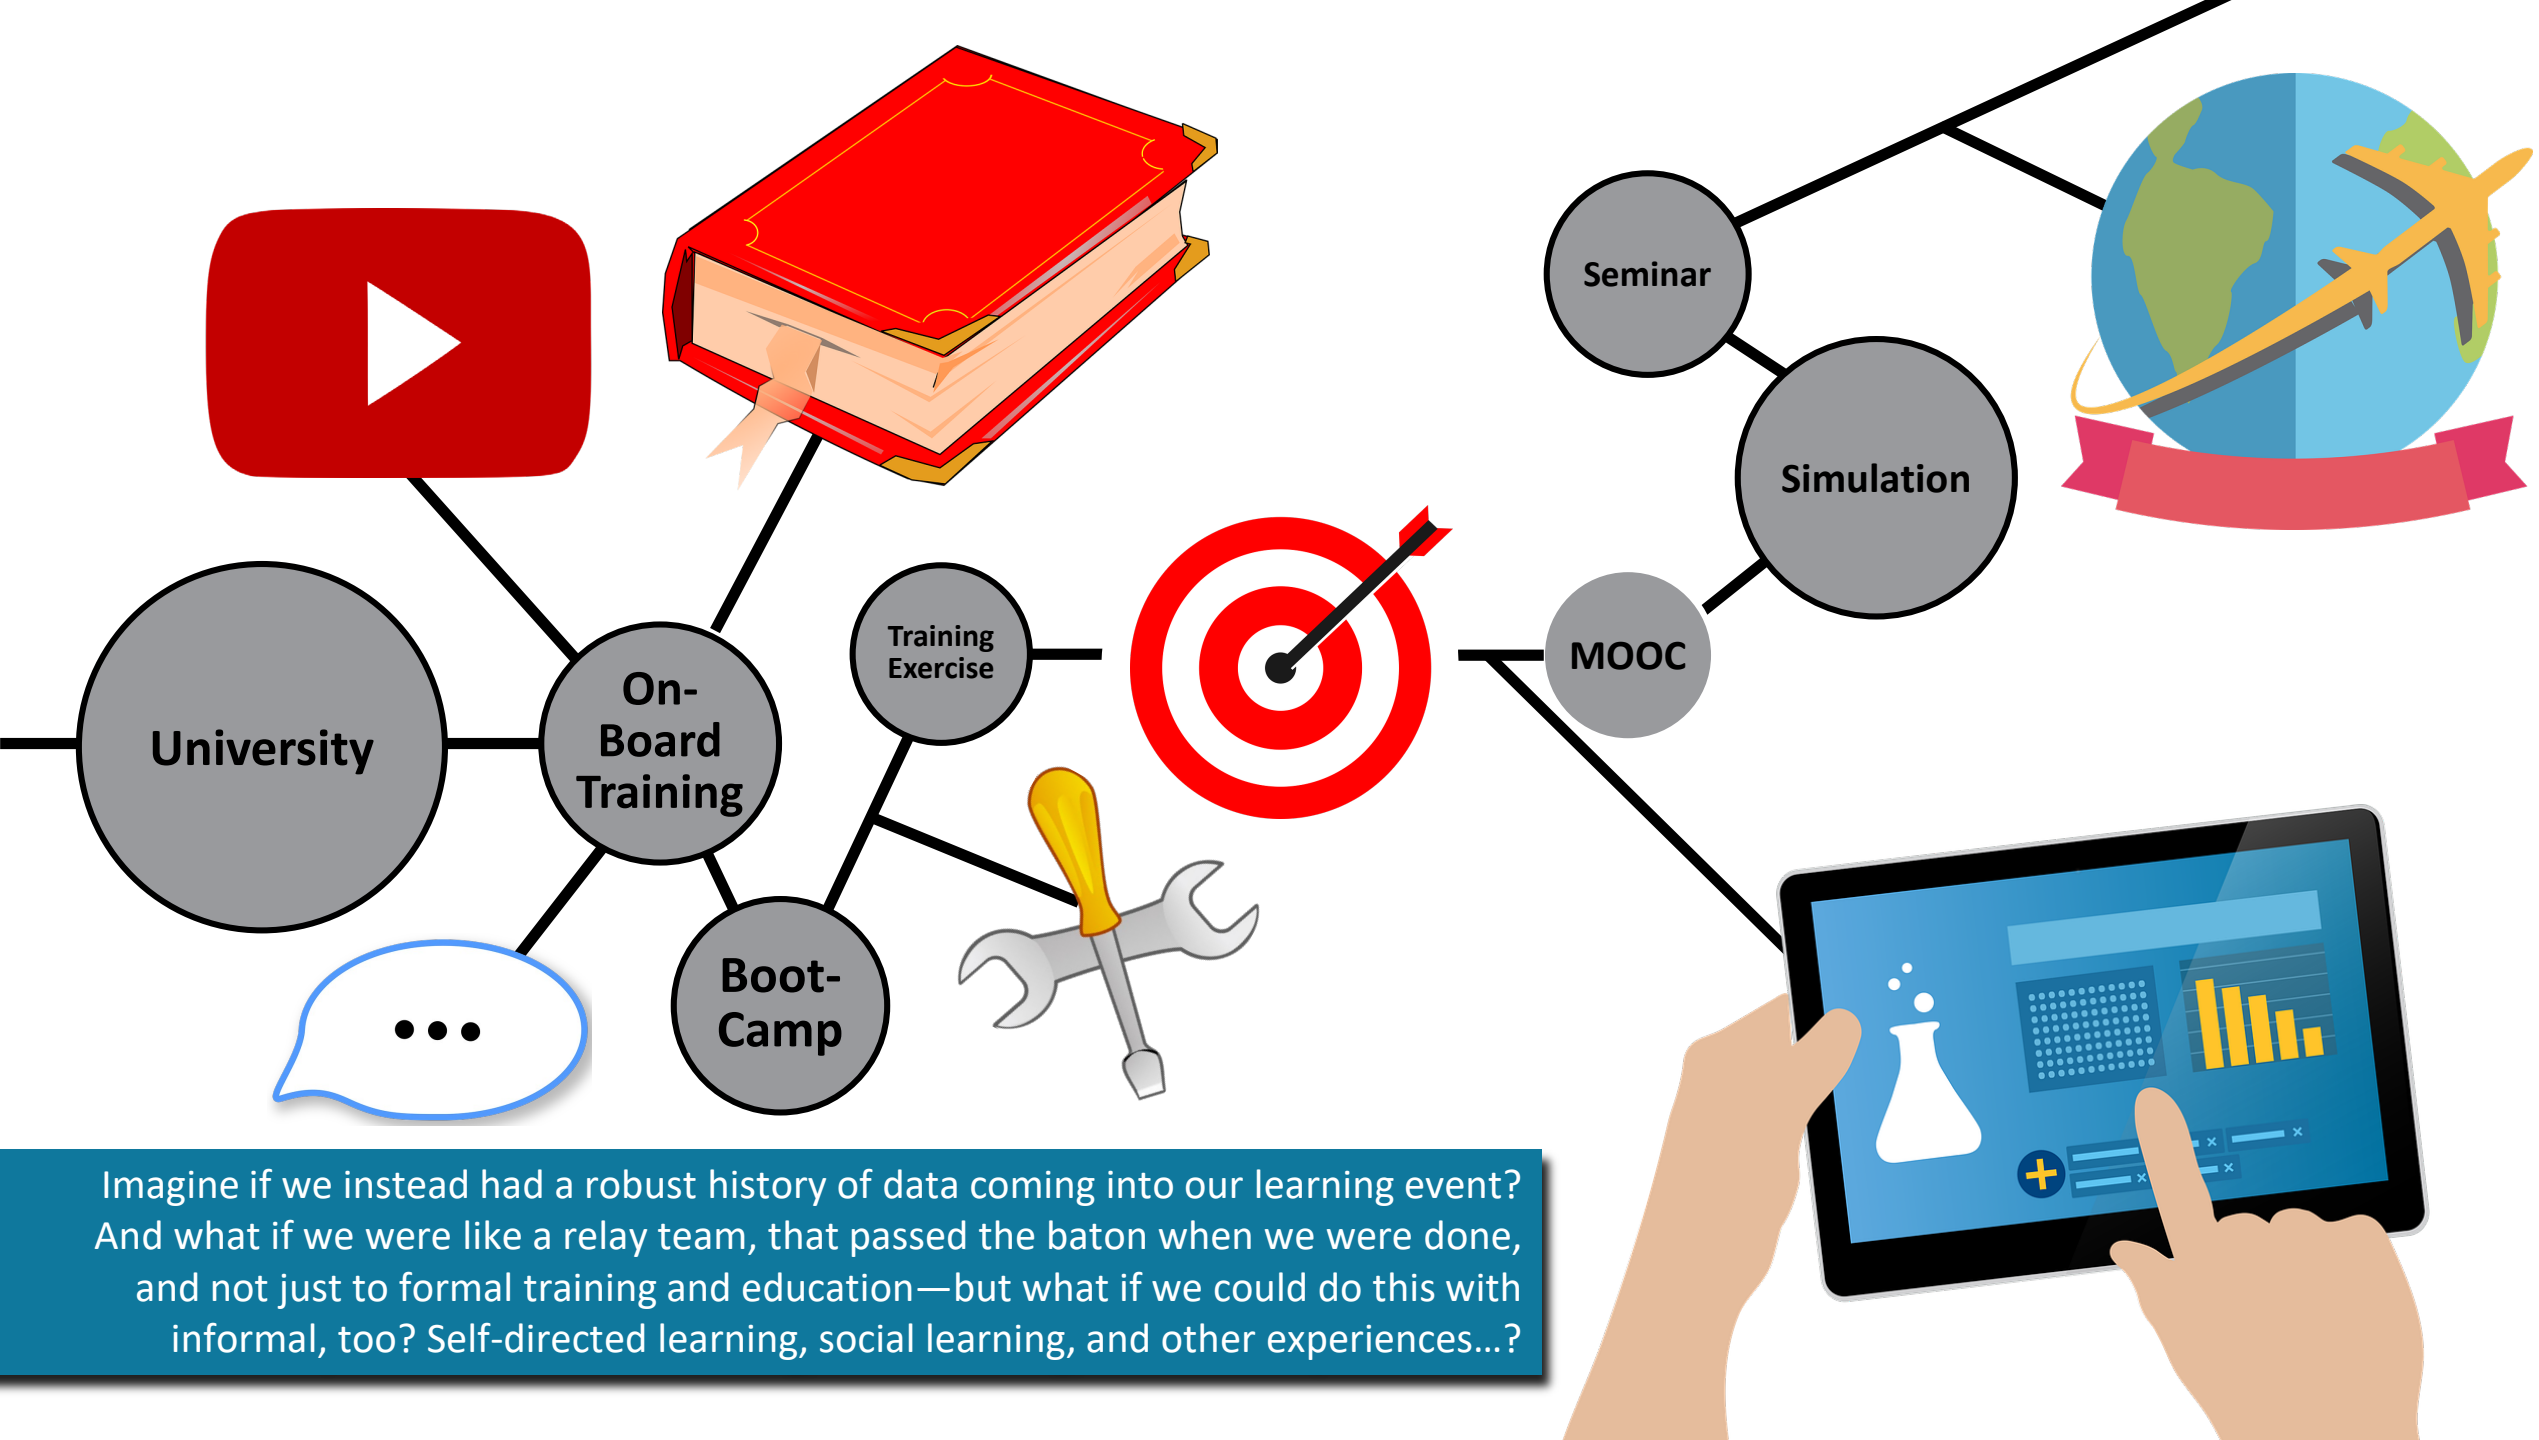 Seminar
Simulation
University
On-
Board
Training
Training
Exercise
MOOC
Boot-
Camp
Imagine if we instead had a robust history of data coming into our learning event?
And what if we were like a relay team, that passed the baton when we were done,
and not just to formal training and education—but what if we could do this with
informal, too? Self-directed learning, social learning, and other experiences...?